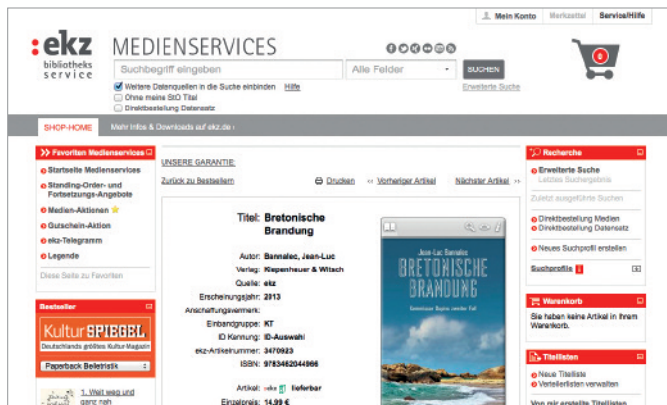 Mein Konto Merkzettel Service/Hilfe
:ekz
bibliotheks
service
MEDIENSERVICES
0
Suchbegriff eingeben Alle Felder SUCHEN
Weitere Datenquellen in die Suche einbinden Hilfe Erweiterte Suche
Ohne meine StO Titel
Direktbestellung Datensatz
SHOP-HOME Mehr Infos & Downloads auf ekz.de ›
Favoriten Medienservices
Startseite Medienservices
Standing-Order- und
Fortsetzungs-Angebote
Medien-Aktionen
Gutschein-Aktion
ekz-Telegramm
Legende
Diese Seite zu Favoriten
Bestseller
Kultur SPIEGEL
Deutschlands größtes Kultur-Magazin
Paperback Belletristik
1. Weit weg und
ganz nah
UNSERE GARANTIE:
Zurück zu Bestsellern Drucken ‹‹ Vorheriger Artikel Nächster Artikel ››
Titel: Bretonische
Brandung
Autor: Bannalec, Jean-Luc
Verlag: Kiepenheuer & Witsch
Quelle: ekz
Erscheinungsjahr: 2013
Anschaffungsvermerk:
Einbandgruppe: KT
ID Kennung: ID-Auswahl
ekz-Artikelnummer: 3470923
ISBN: 9783462044966
Artikel: lieferbar
Einzelpreis: 14,99 €
Jean-Luc Bannalec
BRETONISCHE
BRANDUNG
Kommissar Dupins zweiter Fall
Recherche
Erweiterte Suche
Letztes Suchergebnis
Zuletzt ausgeführte Suchen
Direktbestellung Medien
Direktbestellung Datensatz
Neues Suchprofil erstellen
Suchprofile
Warenkorb
Sie haben keine Artikel in Ihrem
Warenkorb.
Titellisten
Neue Titelliste
Verteilerlisten verwalten
Von mir erstellte Titellisten